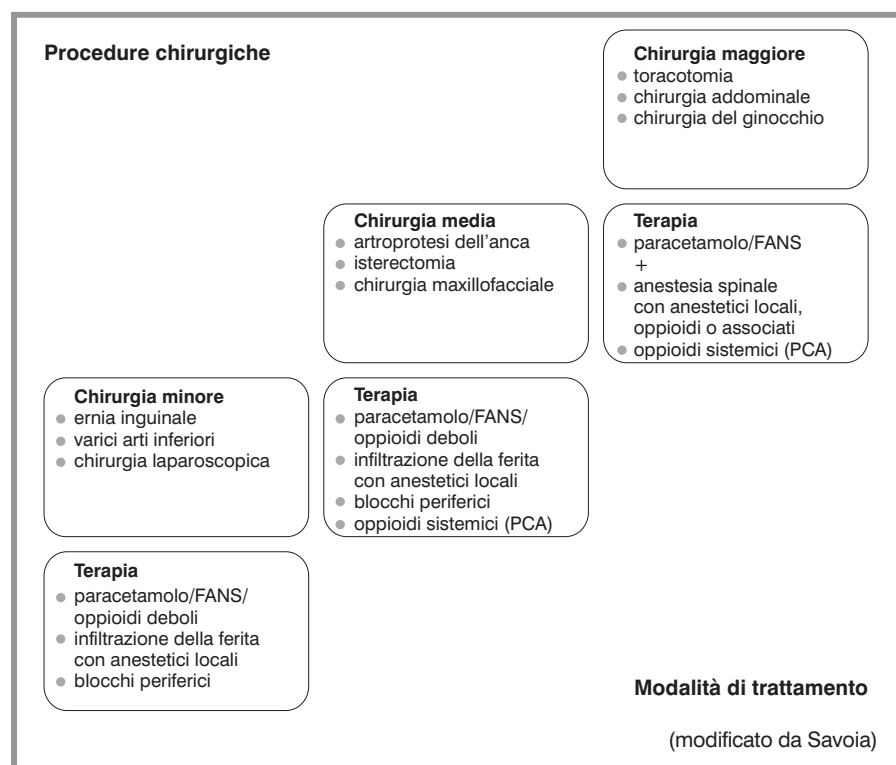 Procedure chirurgiche
Chirurgia maggiore
toracotomia
chirurgia addominale
chirurgia del ginocchio
Chirurgia media
artroprotesi dell'anca
isterectomia
chirurgia maxillofacciale
Terapia
paracetamolo/FANS
+
anestesia spinale
con anestetici locali,
oppioidi o associati
oppioidi sistemici (PCA)
Chirurgia minore
ernia inguinale
varici arti inferiori
chirurgia laparoscopica
Terapia
paracetamolo/FANS/
oppioidi deboli
infiltrazione della ferita
con anestetici locali
blocchi periferici
oppioidi sistemici (PCA)
Terapia
paracetamolo/FANS/
oppioidi deboli
infiltrazione della ferita
con anestetici locali
blocchi periferici
Modalità di trattamento
(modificato da Savoia)